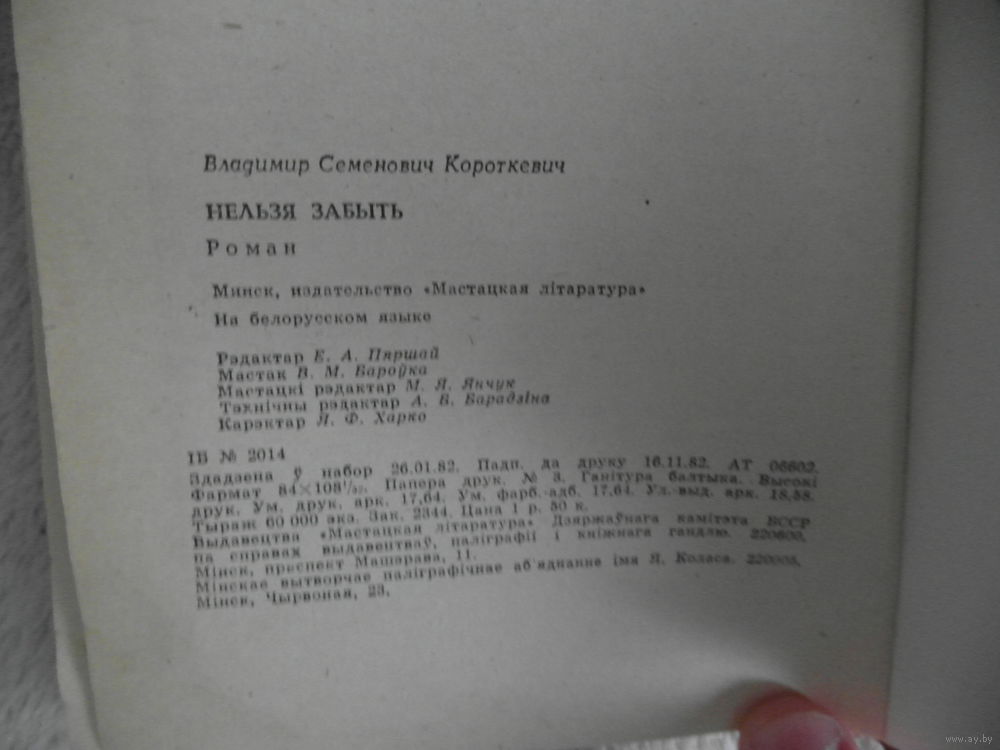 Владимир Семенович Короткевич
НЕЛЬЗЯ ЗАБЫТЬ
Роман
Минск, издательство «Мастацкая літаратура»
На белорусском языке
Рэдактар Е. А. Пяршай
Мастак В. М. Бароўка
Мастацкі рэдактар М. Я. Янчук
Тэхнічны рэдактар А. Б. Барадзіна
Карэктар Л. Ф. Харко
ІБ № 2014
Здадзена ў набор 26.01.82. Падп. да друку 16.11.82. АТ 06602.
Фармат 84×108¹/₃₂. Папера друк. № 3. Гарнітура балтыка. Высокі
друк. Ум. друк. арк. 17,64. Ум. фарб.-адб. 17,64. Ул.-выд. арк. 18,58.
Тыраж 60 000 экз. Зак. 2344. Цана 1 р. 50 к.
Выдавецтва «Мастацкая літаратура» Дзяржаўнага камітэта БССР
па справах выдавецтваў, паліграфіі і кніжнага гандлю. 220600,
Мінск, праспект Машэрава, 11.
Мінскае вытворчае паліграфічнае аб'яднанне імя Я. Коласа. 220005,
Мінск, Чырвоная, 23.
www.ay.by